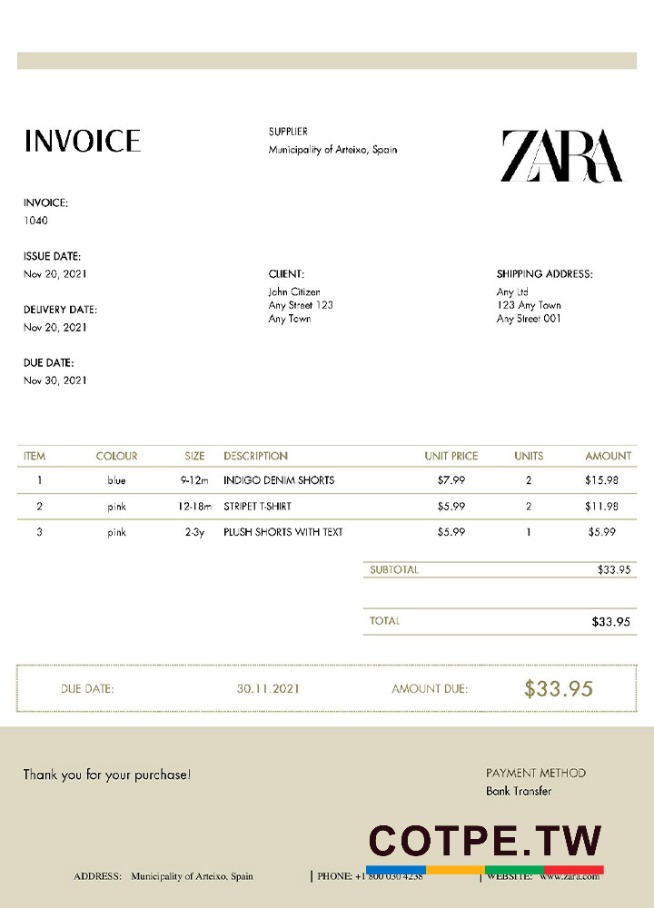 INVOICE
SUPPLIER
Municipality of Arteixo, Spain
ZARA
INVOICE:
1040
ISSUE DATE:
Nov 20, 2021
DELIVERY DATE:
Nov 20, 2021
DUE DATE:
Nov 30, 2021
CLIENT:
John Citizen
Any Street 123
Any Town
SHIPPING ADDRESS:
Any Ltd
123 Any Town
Any Street 001
ITEM COLOUR SIZE DESCRIPTION UNIT PRICE UNITS AMOUNT
1 blue 9-12m INDIGO DENIM SHORTS $7.99 2 $15.98
2 pink 12-18m STRIPET T-SHIRT $5.99 2 $11.98
3 pink 2-3y PLUSH SHORTS WITH TEXT $5.99 1 $5.99
SUBTOTAL $33.95
TOTAL $33.95
DUE DATE: 30.11.2021 AMOUNT DUE: $33.95
Thank you for your purchase!
PAYMENT METHOD
Bank Transfer
COTPE.TW
ADDRESS: Municipality of Arteixo, Spain | PHONE: +1 800 030 4238 | WEBSITE: www.zara.com